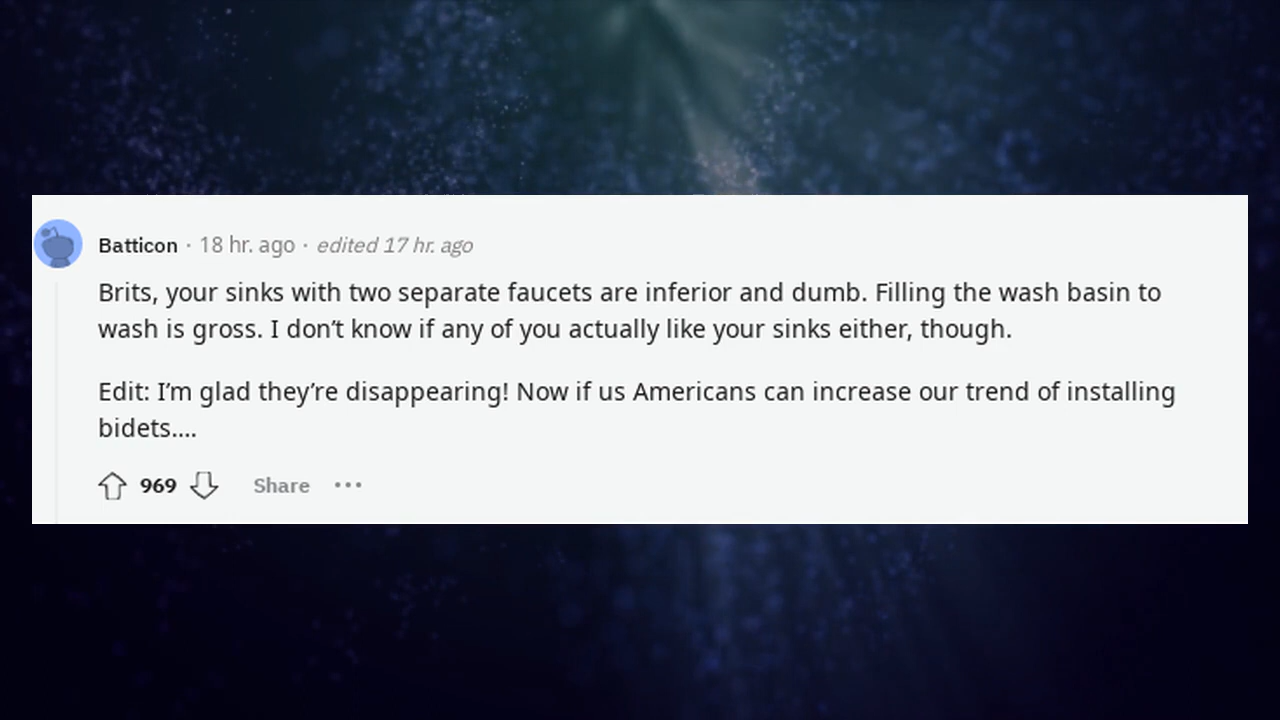 Batticon · 18 hr. ago · edited 17 hr. ago
Brits, your sinks with two separate faucets are inferior and dumb. Filling the wash basin to
wash is gross. I don’t know if any of you actually like your sinks either, though.
Edit: I’m glad they’re disappearing! Now if us Americans can increase our trend of installing
bidets....
969 Share